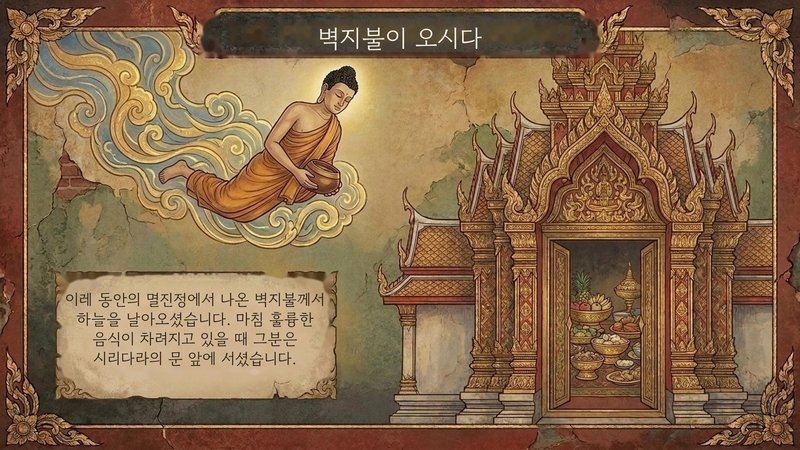 벽지불이 오시다
이레 동안의 멸진정에서 나온 벽지불께서
하늘을 날아오셨습니다. 마침 훌륭한
음식이 차려지고 있을 때 그분은
시리다라의 문 앞에 서셨습니다.